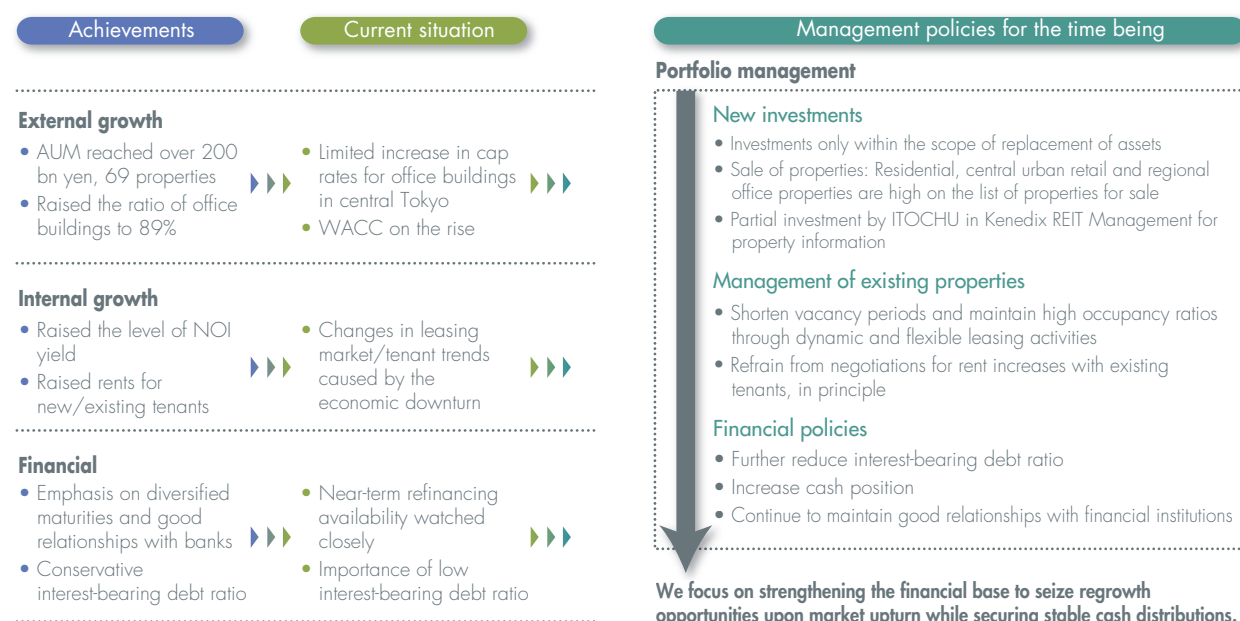 Achievements
Current situation
External growth
• AUM reached over 200
bn yen, 69 properties
• Raised the ratio of office
buildings to 89%
• Limited increase in cap
rates for office buildings
in central Tokyo
• WACC on the rise
Internal growth
• Raised the level of NOI
yield
• Raised rents for
new/existing tenants
• Changes in leasing
market/tenant trends
caused by the
economic downturn
Financial
• Emphasis on diversified
maturities and good
relationships with banks
• Conservative
interest-bearing debt ratio
• Near-term refinancing
availability watched
closely
• Importance of low
interest-bearing debt ratio
Management policies for the time being
Portfolio management
New investments
• Investments only within the scope of replacement of assets
• Sale of properties: Residential, central urban retail and regional
office properties are high on the list of properties for sale
• Partial investment by ITOCHU in Kenedix REIT Management for
property information
Management of existing properties
• Shorten vacancy periods and maintain high occupancy ratios
through dynamic and flexible leasing activities
• Refrain from negotiations for rent increases with existing
tenants, in principle
Financial policies
• Further reduce interest-bearing debt ratio
• Increase cash position
• Continue to maintain good relationships with financial institutions
We focus on strengthening the financial base to seize regrowth
opportunities upon market upturn while securing stable cash distributions.